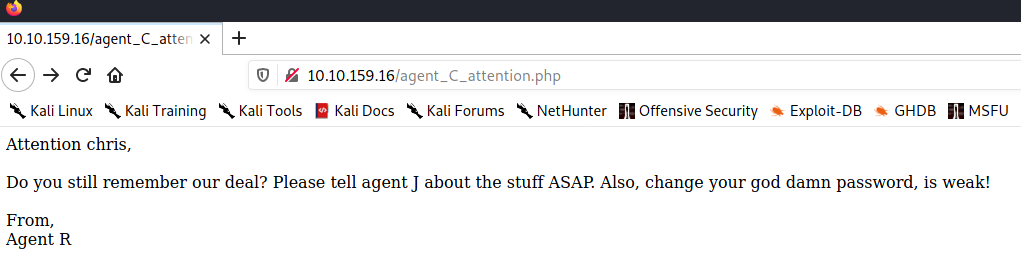 10.10.159.16/agent_C_atten
10.10.159.16/agent_C_attention.php
Kali Linux Kali Training Kali Tools Kali Docs Kali Forums NetHunter Offensive Security Exploit-DB GHDB MSFU
Attention chris,
Do you still remember our deal? Please tell agent J about the stuff ASAP. Also, change your god damn password, is weak!
From,
Agent R